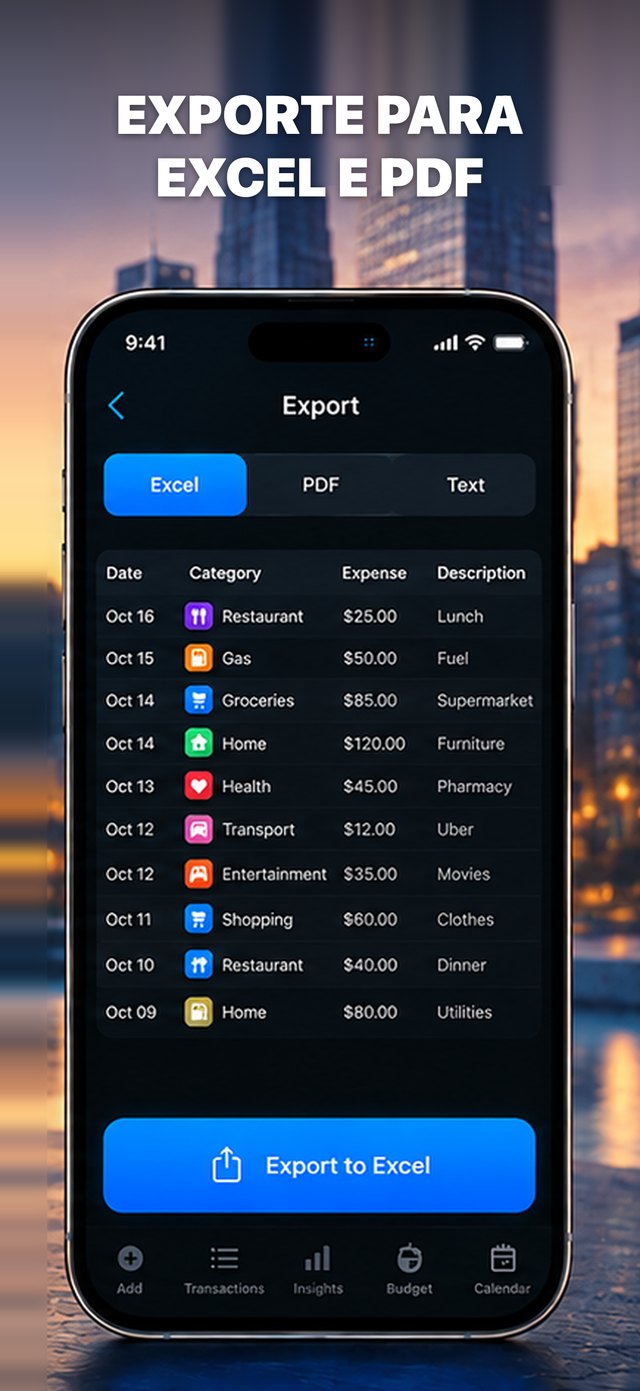 EXPORTE PARA
EXCEL E PDF
9:41
Export
Excel PDF Text
Date Category Expense Description
Oct 16 Restaurant $25.00 Lunch
Oct 15 Gas $50.00 Fuel
Oct 14 Groceries $85.00 Supermarket
Oct 14 Home $120.00 Furniture
Oct 13 Health $45.00 Pharmacy
Oct 12 Transport $12.00 Uber
Oct 12 Entertainment $35.00 Movies
Oct 11 Shopping $60.00 Clothes
Oct 10 Restaurant $40.00 Dinner
Oct 09 Home $80.00 Utilities
Export to Excel
Add Transactions Insights Budget Calendar